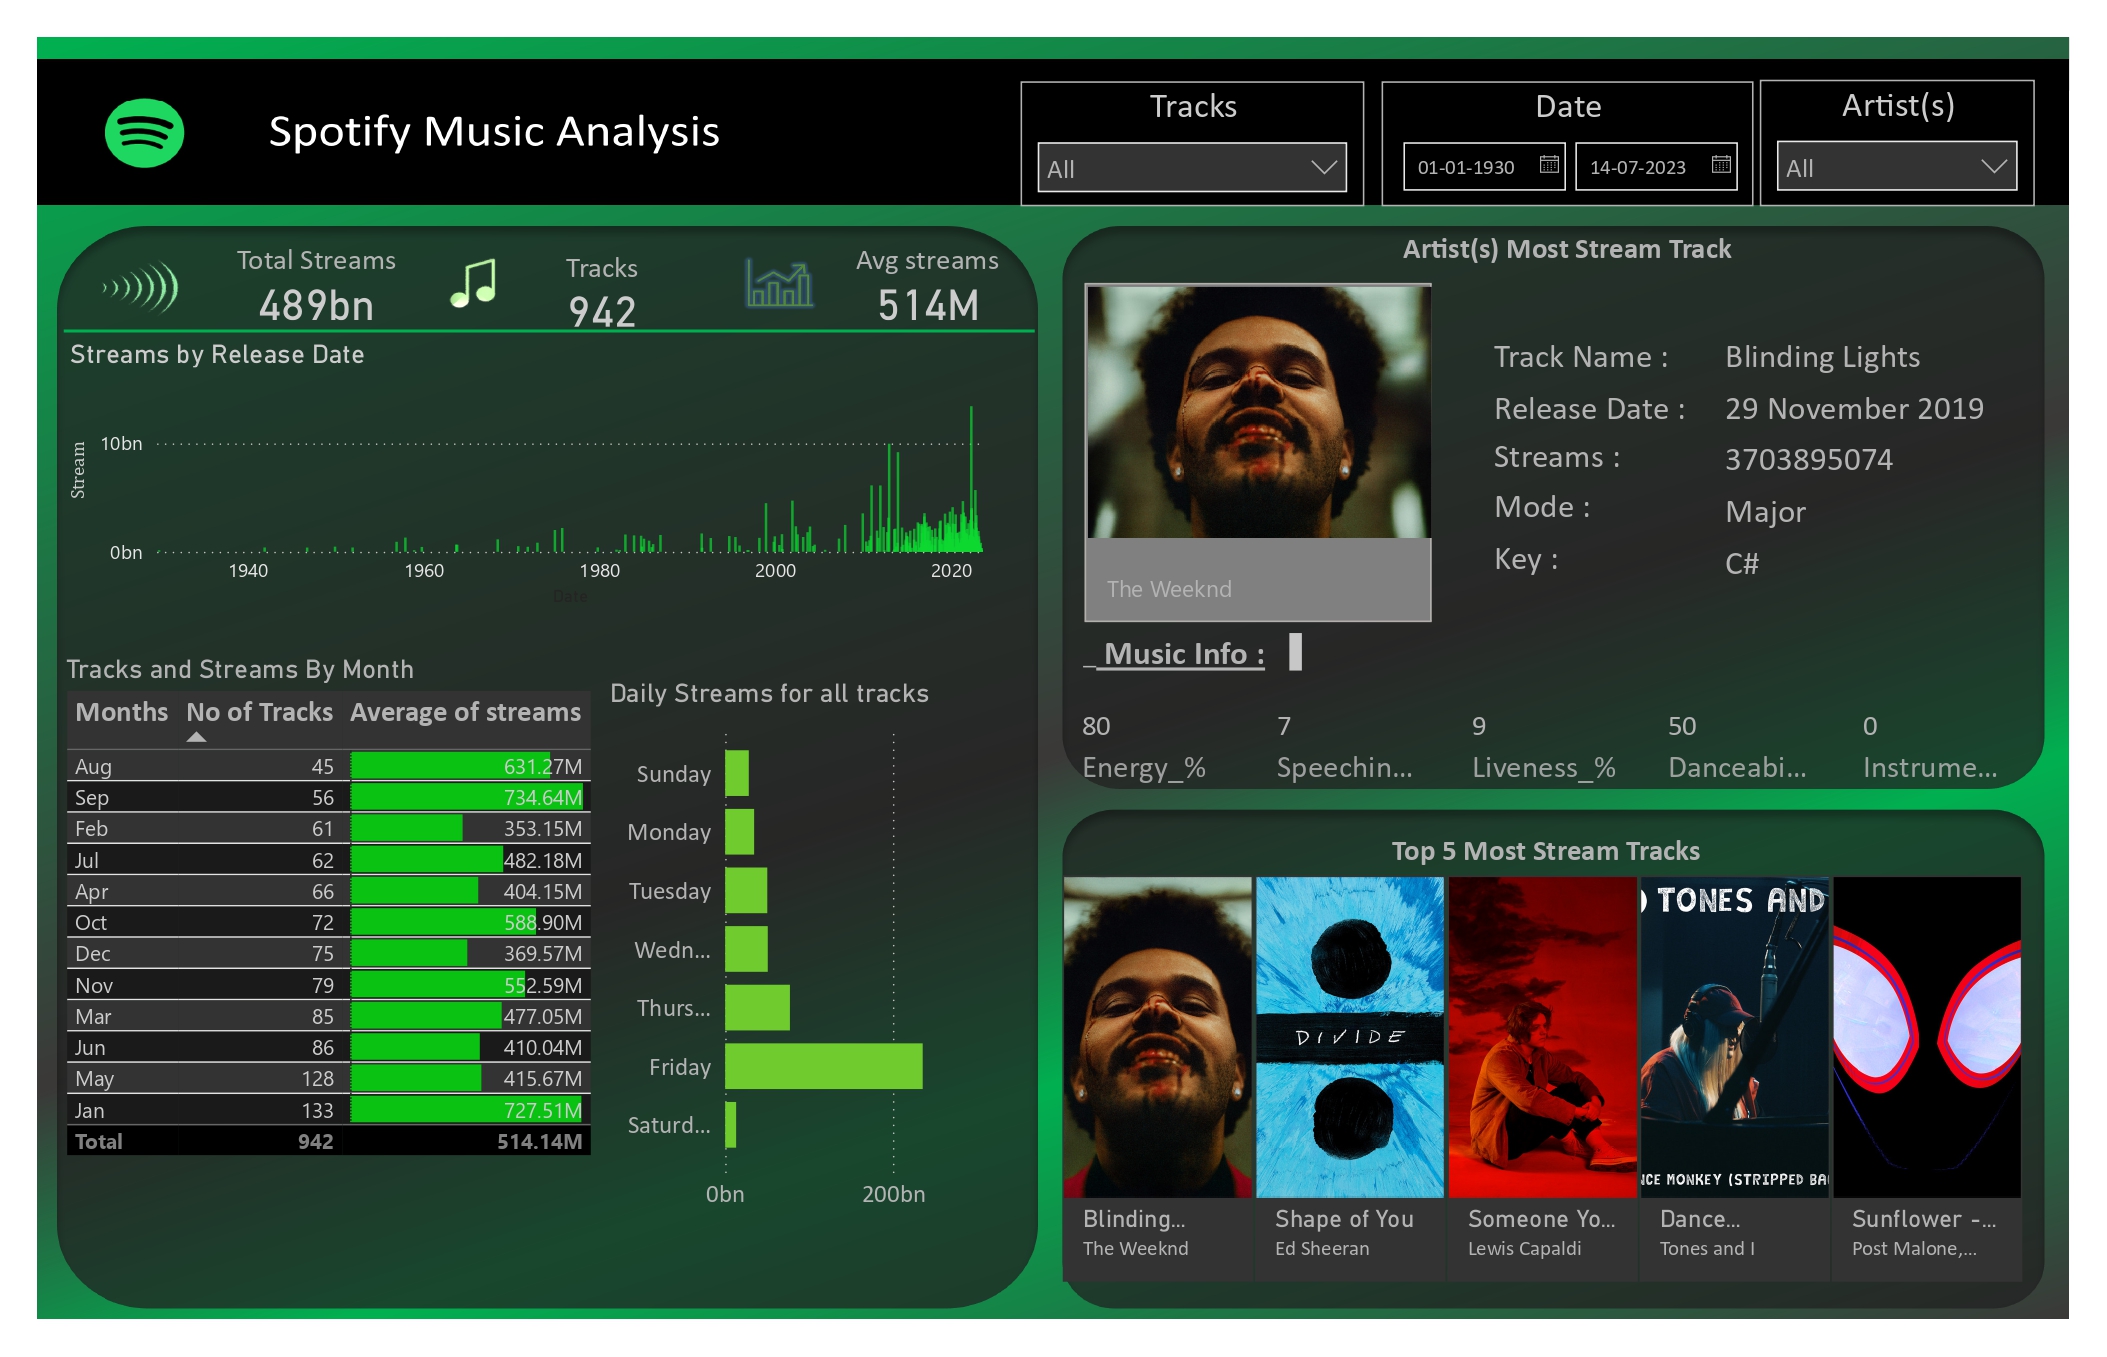 Spotify Music Analysis
Tracks
All
Date
01-01-1930
14-07-2023
Artist(s)
All
Total Streams
489bn
Tracks
942
Avg streams
514M
Streams by Release Date
Stream
10bn
0bn
1940
1960
1980
2000
2020
Date
Tracks and Streams By Month
Months No of Tracks Average of streams
Aug 45 631.27M
Sep 56 734.64M
Feb 61 353.15M
Jul 62 482.18M
Apr 66 404.15M
Oct 72 588.90M
Dec 75 369.57M
Nov 79 552.59M
Mar 85 477.05M
Jun 86 410.04M
May 128 415.67M
Jan 133 727.51M
Total 942 514.14M
Daily Streams for all tracks
Sunday
Monday
Tuesday
Wedn...
Thurs...
Friday
Saturd...
0bn
200bn
Artist(s) Most Stream Track
The Weeknd
Track Name : Blinding Lights
Release Date : 29 November 2019
Streams : 3703895074
Mode : Major
Key : C#
_ Music Info :
80
Energy_%
7
Speechin...
9
Liveness_%
50
Danceabi...
0
Instrume...
Top 5 Most Stream Tracks
DIVIDE
TONES AND
NCE MONKEY (STRIPPED BA
Blinding...
The Weeknd
Shape of You
Ed Sheeran
Someone Yo...
Lewis Capaldi
Dance...
Tones and I
Sunflower -...
Post Malone,...